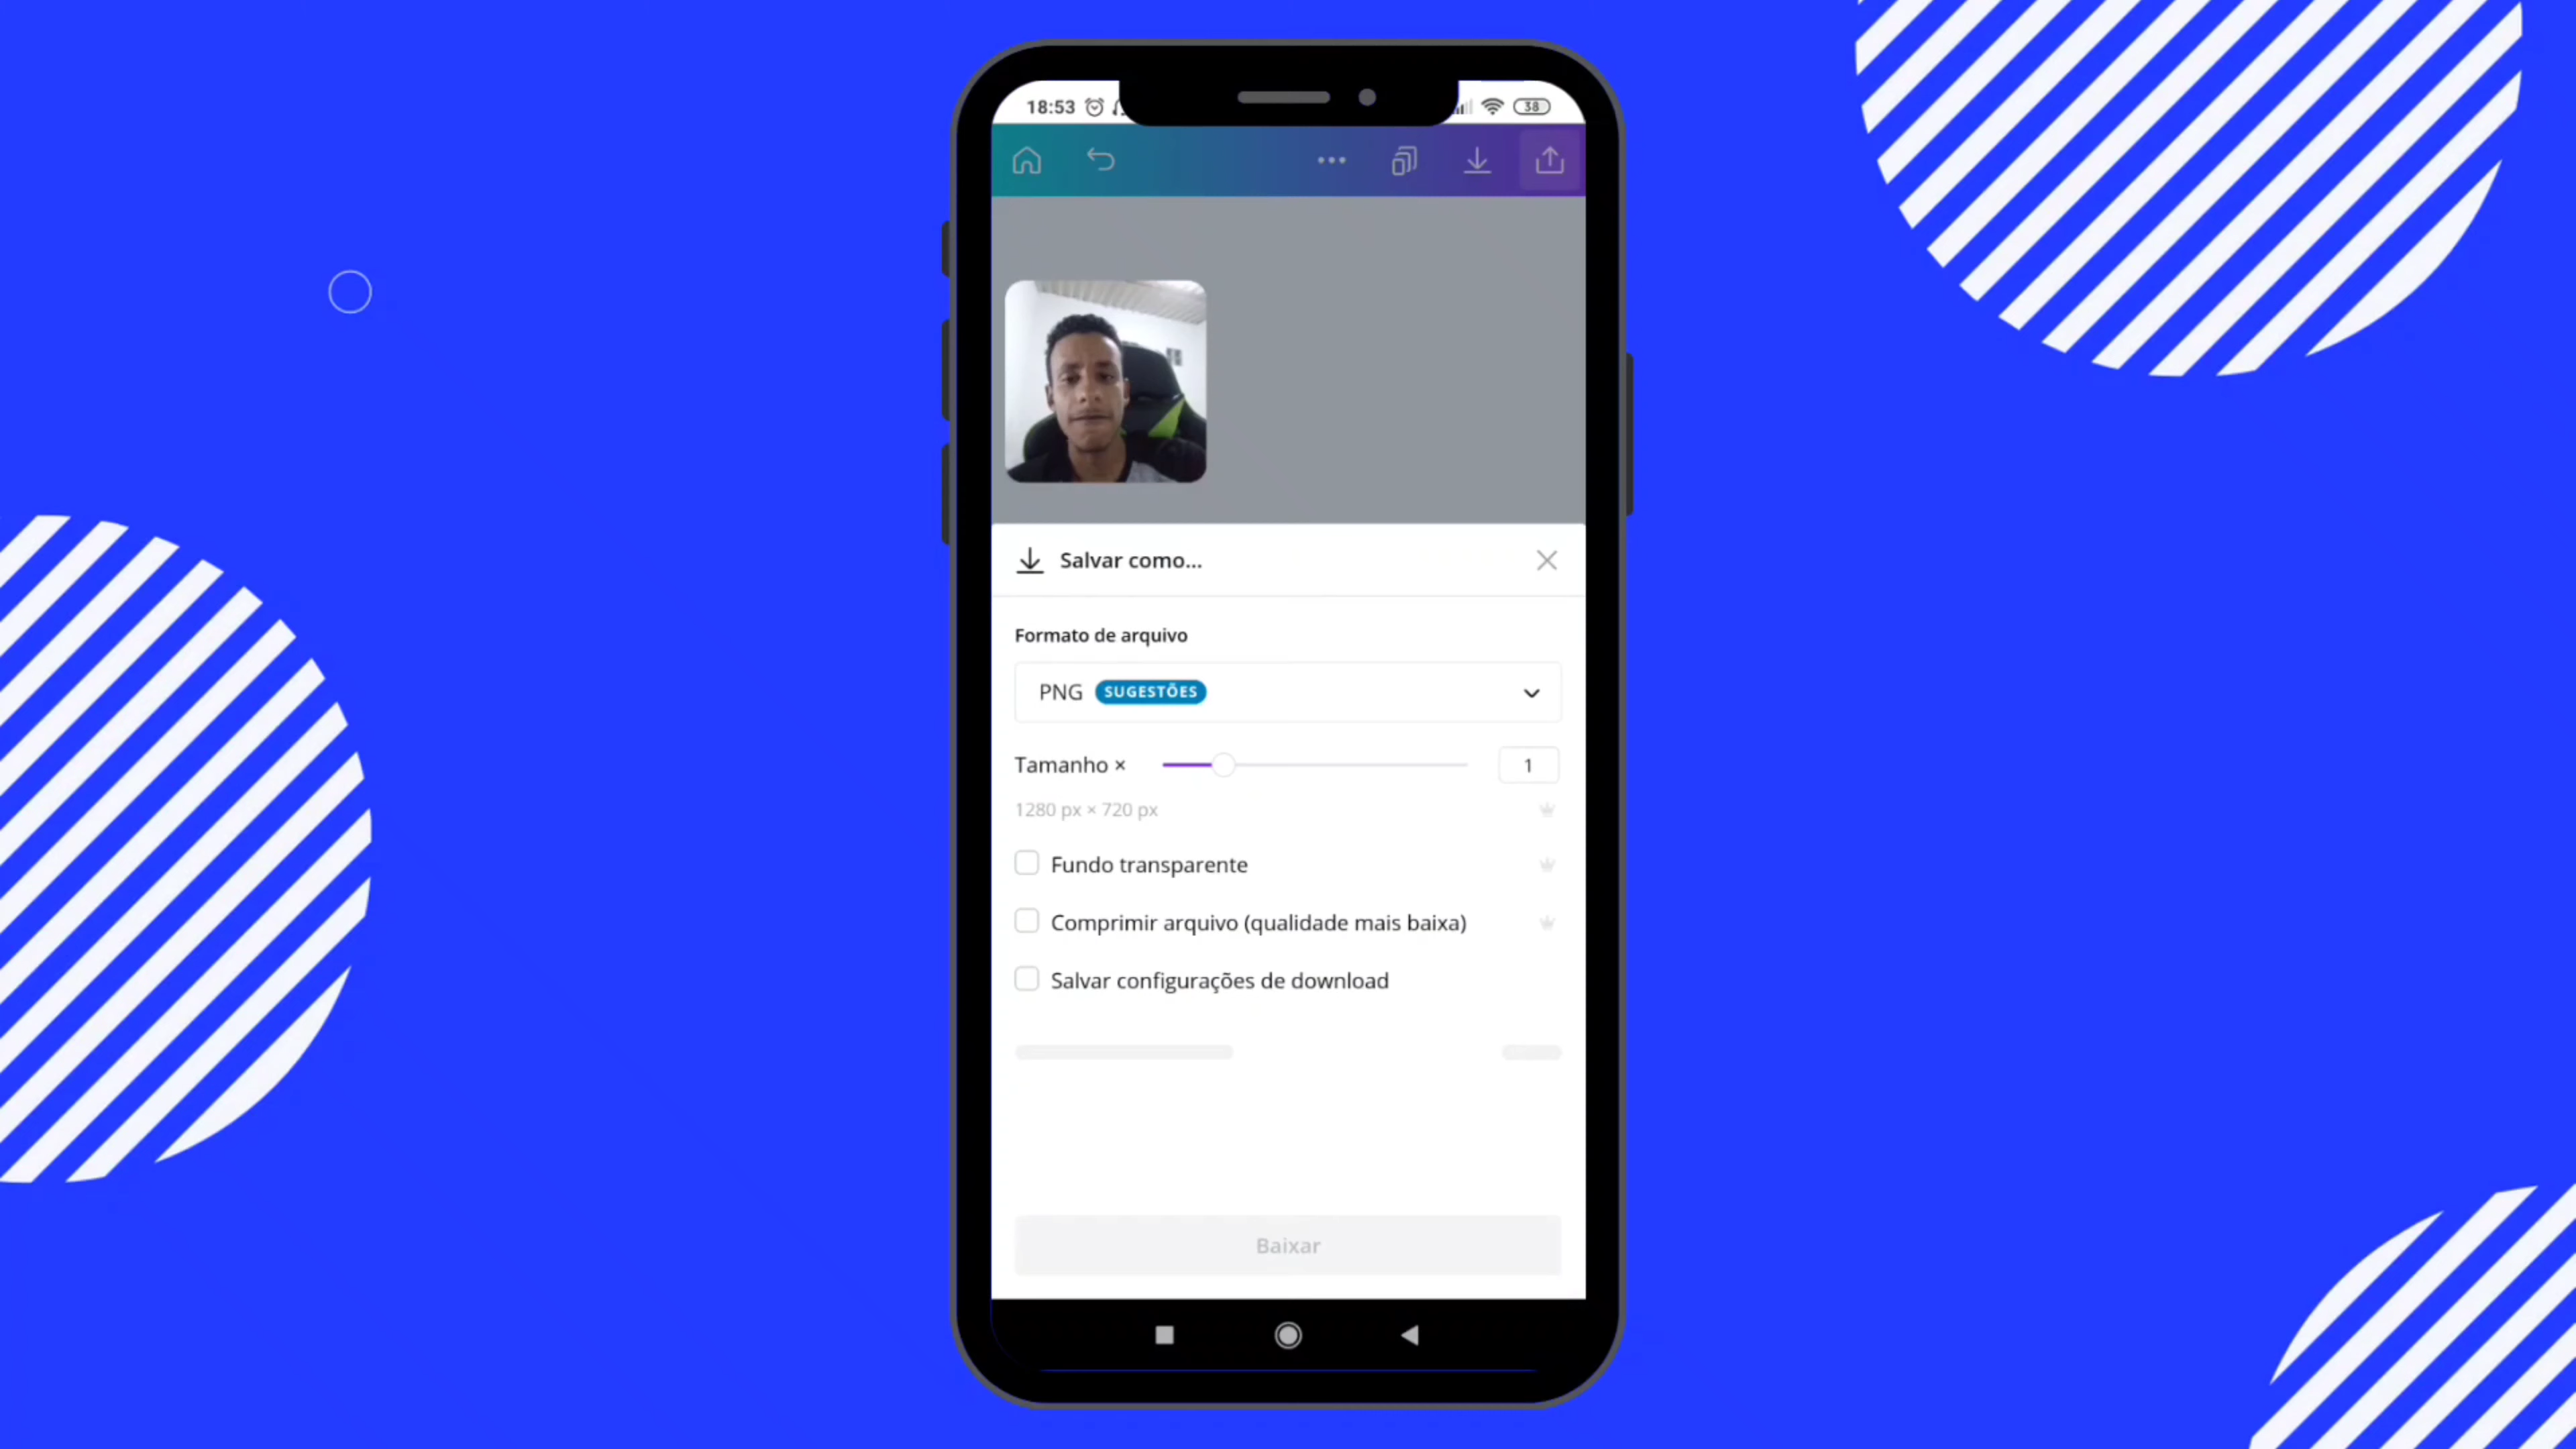 18:53
38
Salvar como...
Formato de arquivo
PNG SUGESTÕES
Tamanho × 1
1280 px × 720 px
Fundo transparente
Comprimir arquivo (qualidade mais baixa)
Salvar configurações de download
Baixar